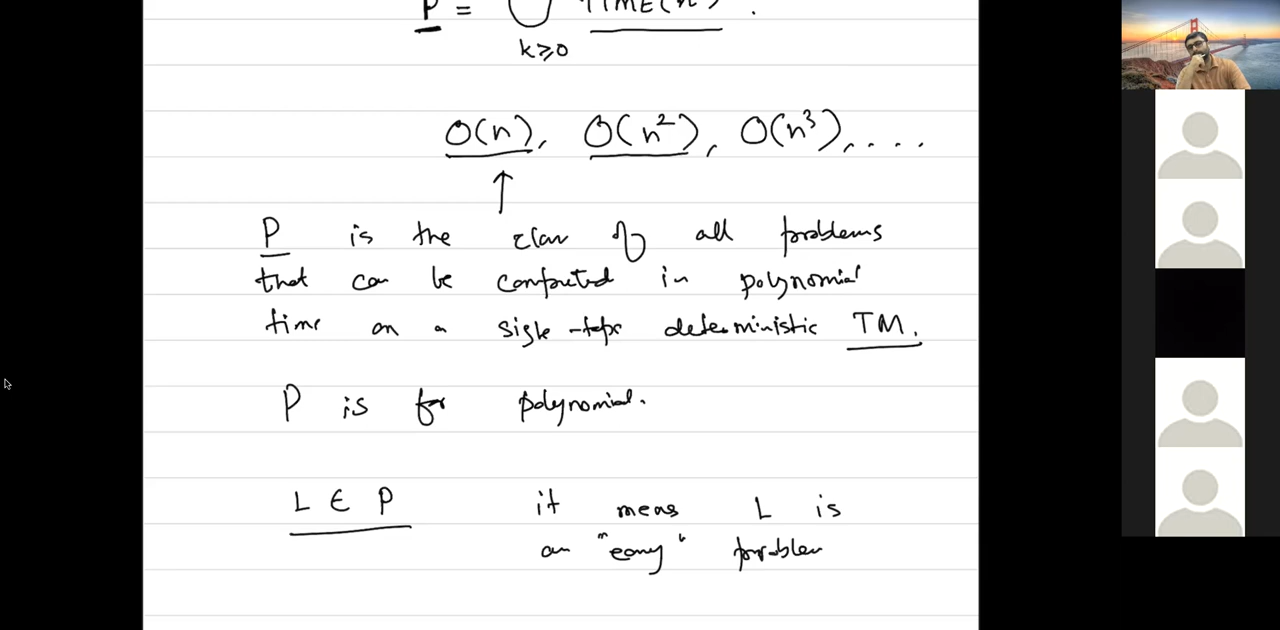 P = ⋃ TIME(n
k≥0
O(n), O(n²), O(n³), ....
P is the class of all problems
that can be computed in polynomial
time on a single-tape deterministic TM.
P is for polynomial.
L ∈ P it means L is
an "easy" problem